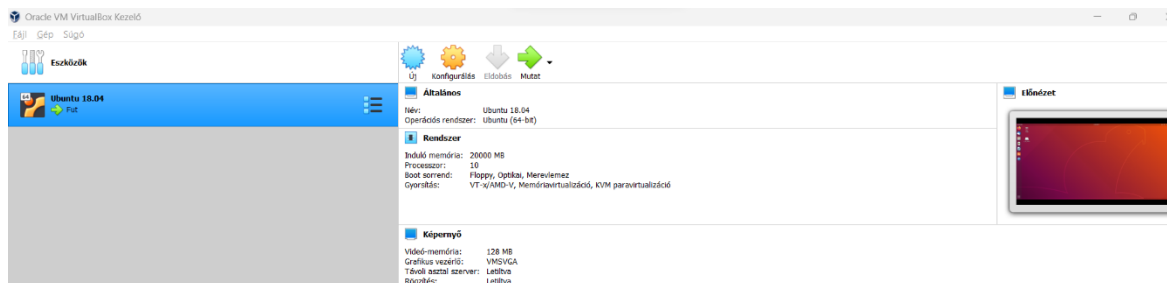 Oracle VM VirtualBox Kezelő
Fájl Gép Súgó
Eszközök
Új Konfigurálás Eldobás Mutat
64
Ubuntu 18.04
Fut
Általános
Név: Ubuntu 18.04
Operációs rendszer: Ubuntu (64-bit)
Előnézet
Rendszer
Induló memória: 20000 MB
Processzor: 10
Boot sorrend: Floppy, Optikai, Merevlemez
Gyorsítás: VT-x/AMD-V, Memóriavirtualizáció, KVM paravirtualizáció
Képernyő
Videó-memória: 128 MB
Grafikus vezérlő: VMSVGA
Távoli asztal szerver: Letiltva
Rögzítés: Letiltva